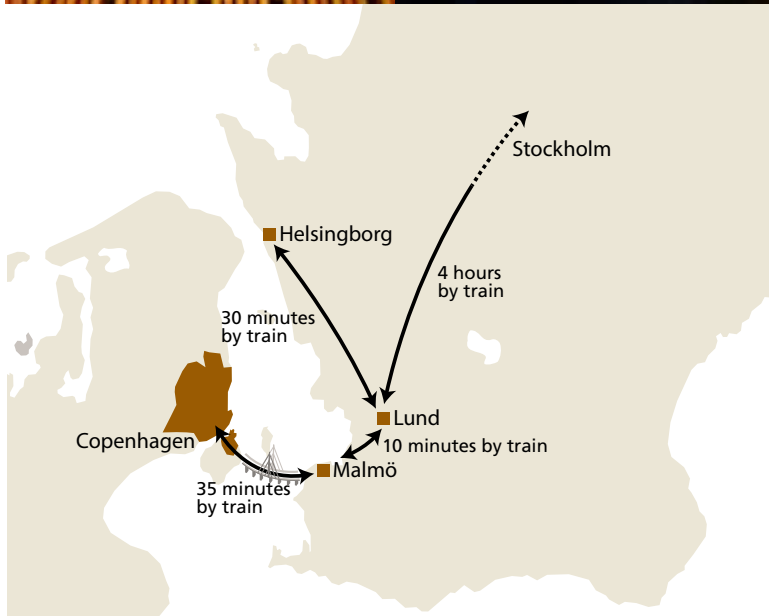 Stockholm
Helsingborg
4 hours
by train
30 minutes
by train
Lund
Copenhagen
10 minutes by train
Malmö
35 minutes
by train